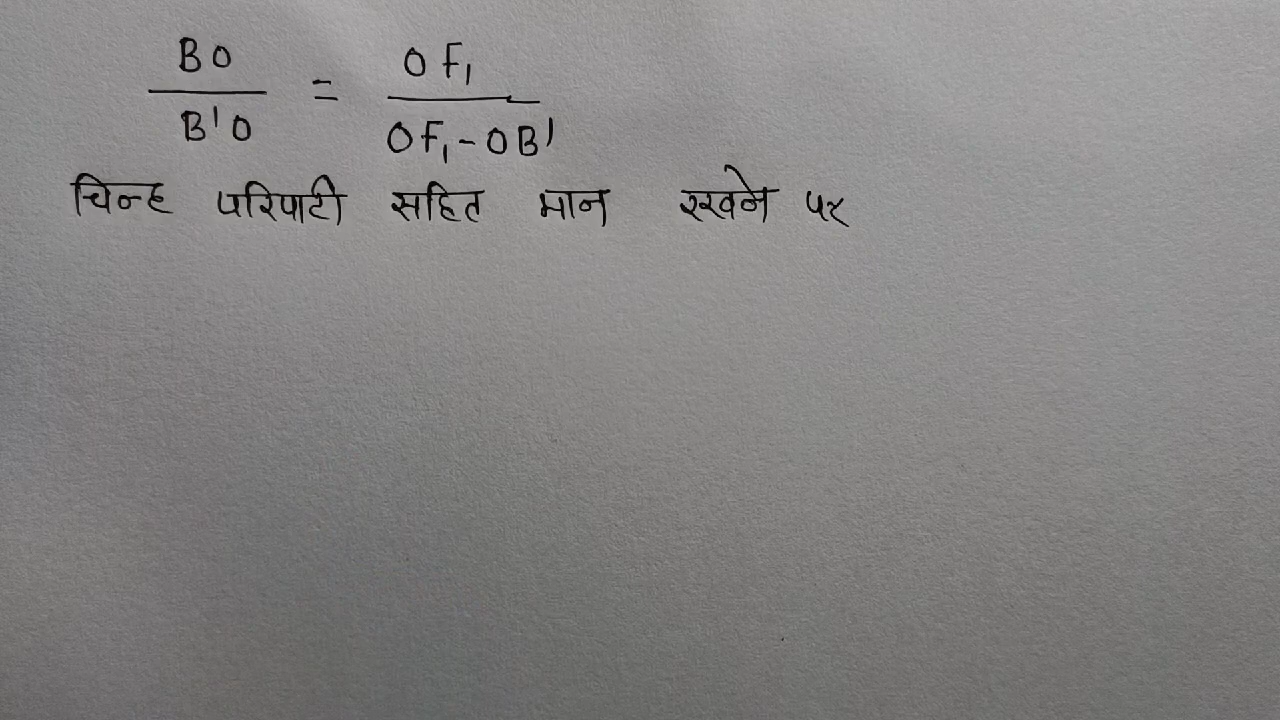 BO / B'O = OF₁ / OF₁ - OB'
चिन्ह परिपाटी सहित मान रखने पर